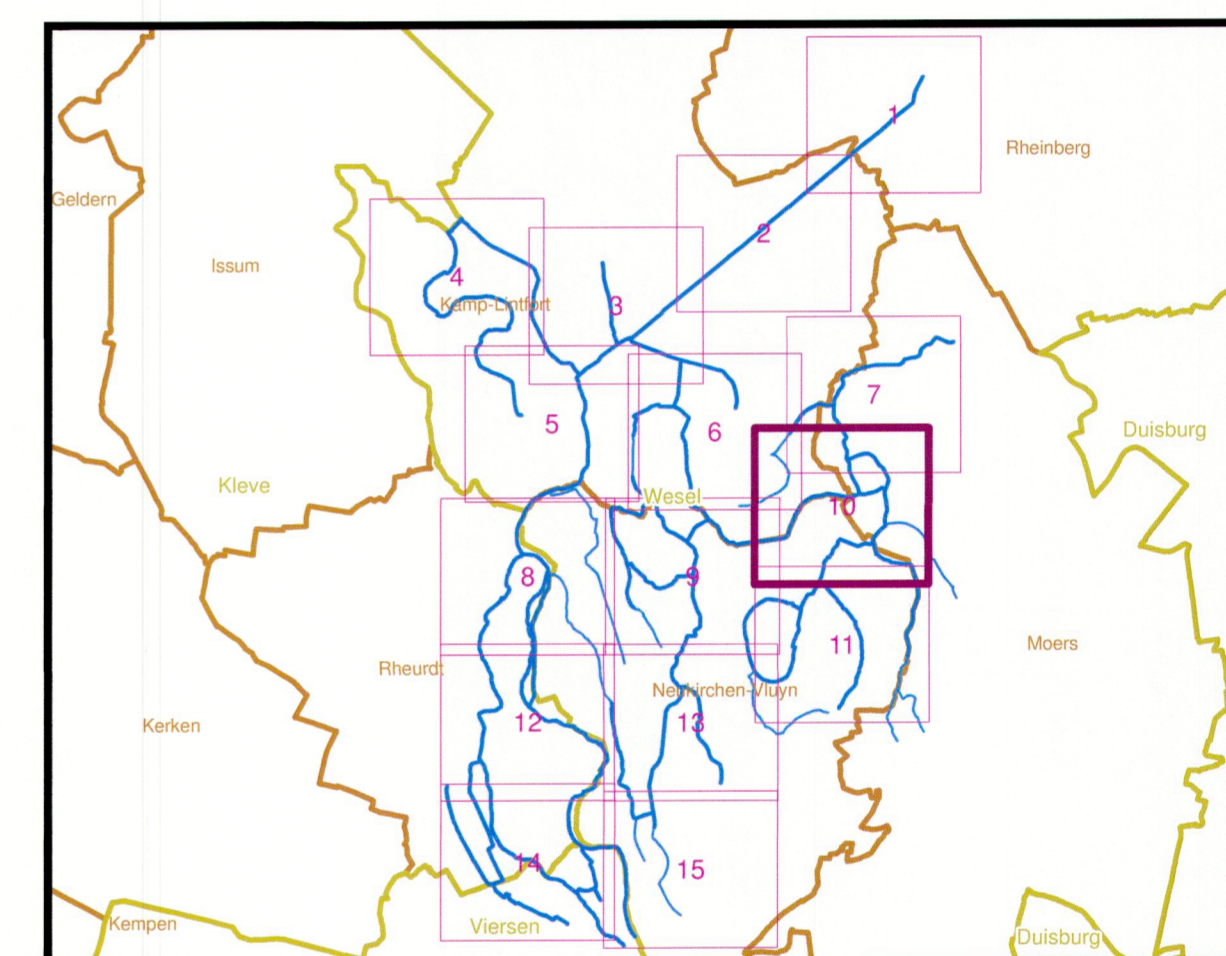 1
Rheinberg
Geldern
2
Issum
4
Kamp-Lintfort
3
7
5
6
Duisburg
Kleve
Wesel
10
8
9
11
Moers
Rheurdt
Neukirchen-Vluyn
Kerken
12
13
14
15
Kempen
Viersen
Duisburg